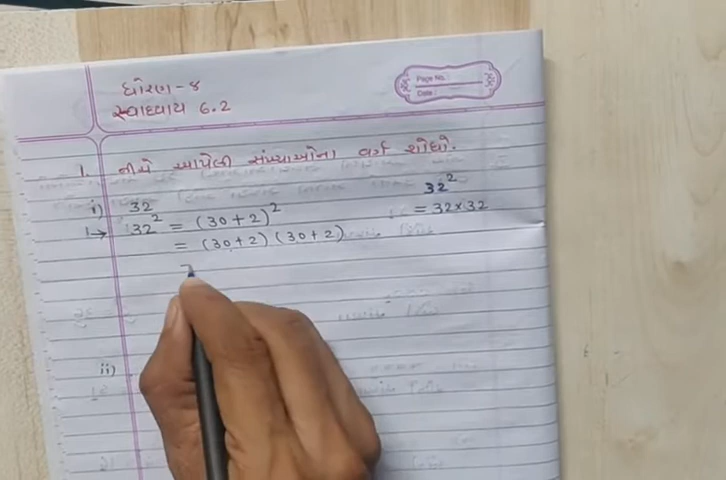 Page No.
Date:
ધોરણ-૪
સ્વાધ્યાય 6.2
1. નીચે આપેલી સંખ્યાઓના વર્ગ શોધો.
i) 32
32²
→ 32² = (30+2)²
= 32×32
= (30+2) (30+2)
=
ii)